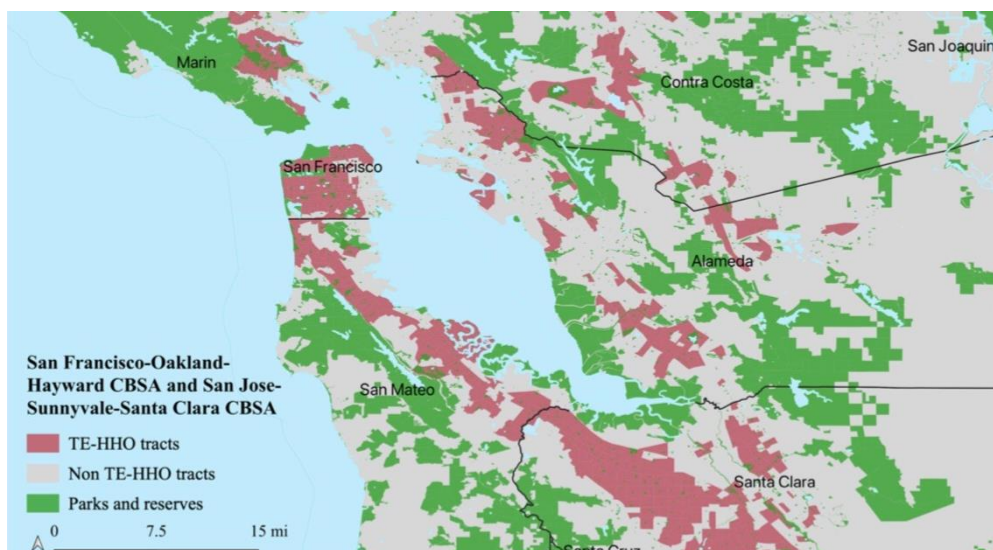 Marin
San Joaquin
Contra Costa
San Francisco
Alameda
San Francisco-Oakland-
Hayward CBSA and San Jose-
Sunnyvale-Santa Clara CBSA
San Mateo
TE-HHO tracts
Non TE-HHO tracts
Santa Clara
Parks and reserves
0 7.5 15 mi
Santa Cruz